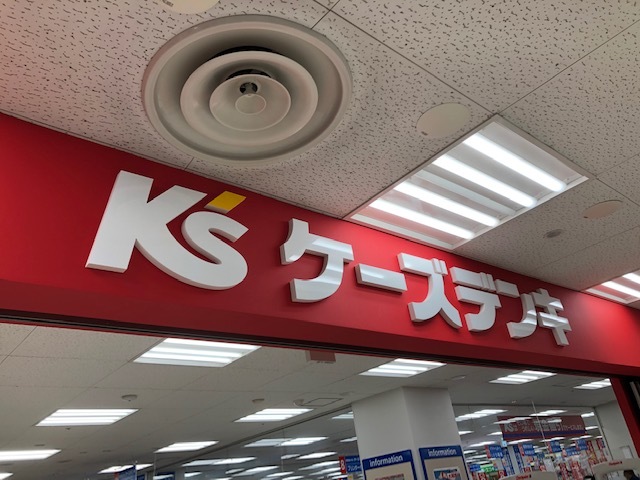 K's ケーズデンキ
information
information
K's